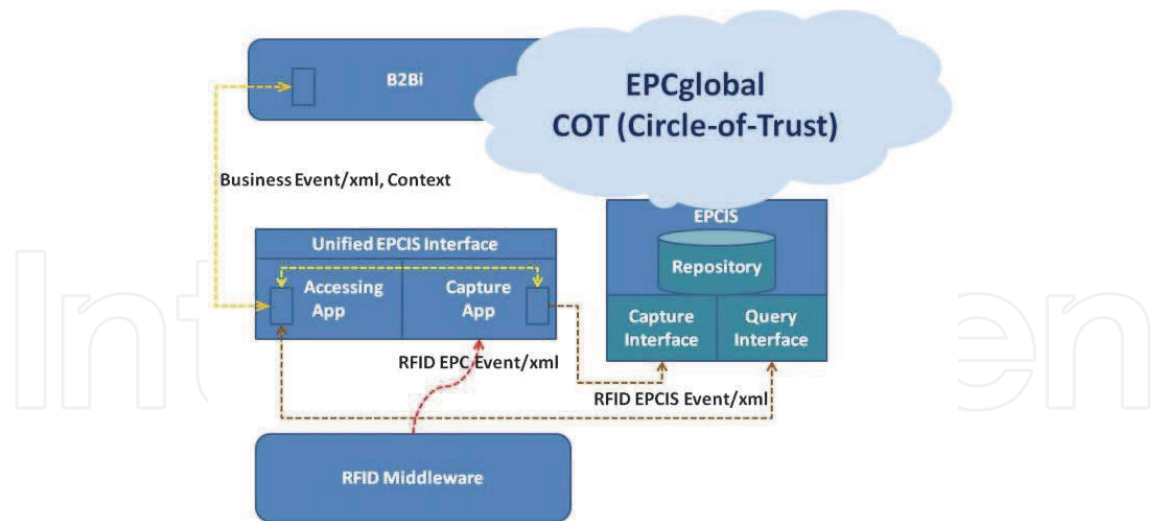 B2Bi
EPCglobal
COT (Circle-of-Trust)
Business Event/xml, Context
EPCIS
Unified EPCIS Interface
Repository
Accessing
App
Capture
App
Capture
Interface
Query
Interface
RFID EPC Event/xml
RFID EPCIS Event/xml
RFID Middleware